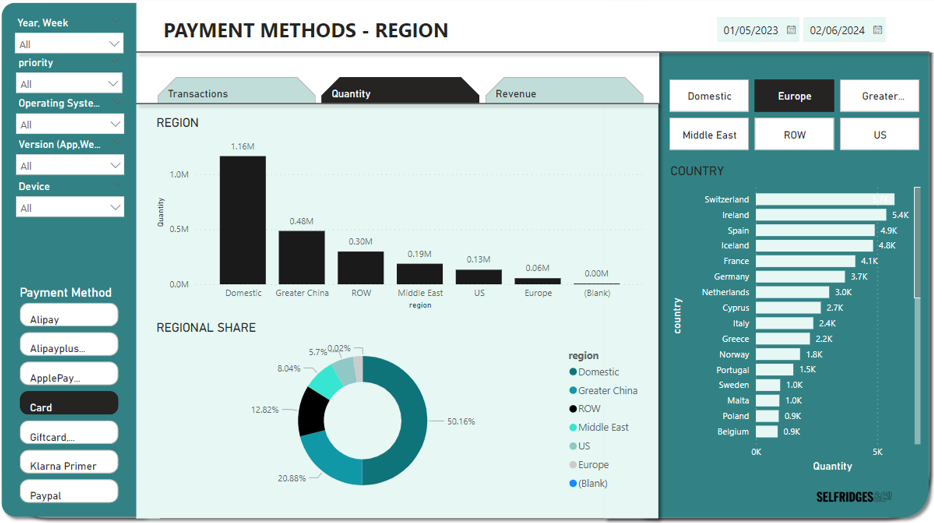 Year, Week
All
priority
All
Operating Syste...
All
Version (App,We...
All
Device
All
Payment Method
Alipay
Alipayplus...
ApplePay...
Card
Giftcard,...
Klarna Primer
Paypal
PAYMENT METHODS - REGION
01/05/2023
02/06/2024
Transactions
Quantity
Revenue
REGION
Quantity
1.0M
0.5M
0.0M
1.16M
0.48M
0.30M
0.19M
0.13M
0.06M
0.00M
Domestic
Greater China
ROW
Middle East
US
Europe
(Blank)
region
REGIONAL SHARE
0.02%
5.7%
8.04%
12.82%
20.88%
50.16%
region
Domestic
Greater China
ROW
Middle East
US
Europe
(Blank)
Domestic
Europe
Greater...
Middle East
ROW
US
COUNTRY
country
Switzerland
Ireland 5.4K
Spain 4.9K
Iceland 4.8K
France 4.1K
Germany 3.7K
Netherlands 3.0K
Cyprus 2.7K
Italy 2.4K
Greece 2.2K
Norway 1.8K
Portugal 1.5K
Sweden 1.0K
Malta 1.0K
Poland 0.9K
Belgium 0.9K
0K 5K
Quantity
SELFRIDGES&CO